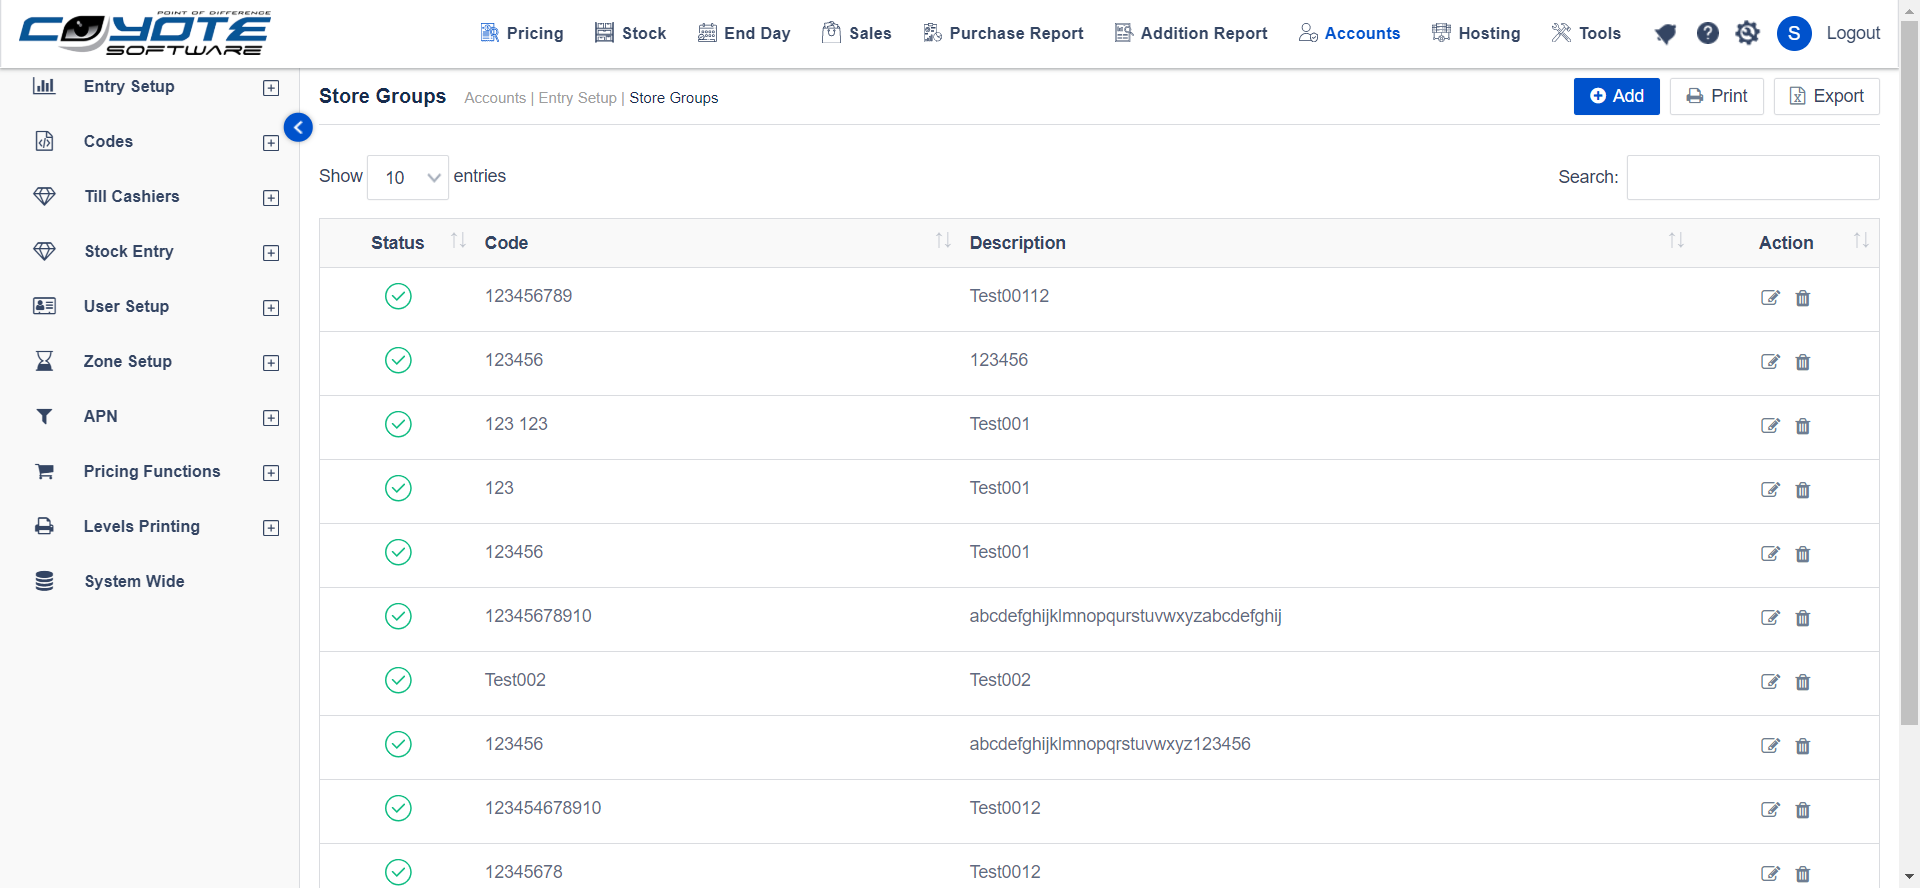 POINT OF DIFFERENCE
COYOTE
SOFTWARE
Pricing
Stock
End Day
Sales
Purchase Report
Addition Report
Accounts
Hosting
Tools
S
Logout
Entry Setup
Codes
Till Cashiers
Stock Entry
User Setup
Zone Setup
APN
Pricing Functions
Levels Printing
System Wide
Store Groups
Accounts | Entry Setup | Store Groups
Add
Print
Export
Show 10 entries
Search:
Status Code Description Action
123456789 Test00112
123456 123456
123 123 Test001
123 Test001
123456 Test001
12345678910 abcdefghijklmnopqurstuvwxyzabcdefghij
Test002 Test002
123456 abcdefghijklmnopqrstuvwxyz123456
123454678910 Test0012
12345678 Test0012